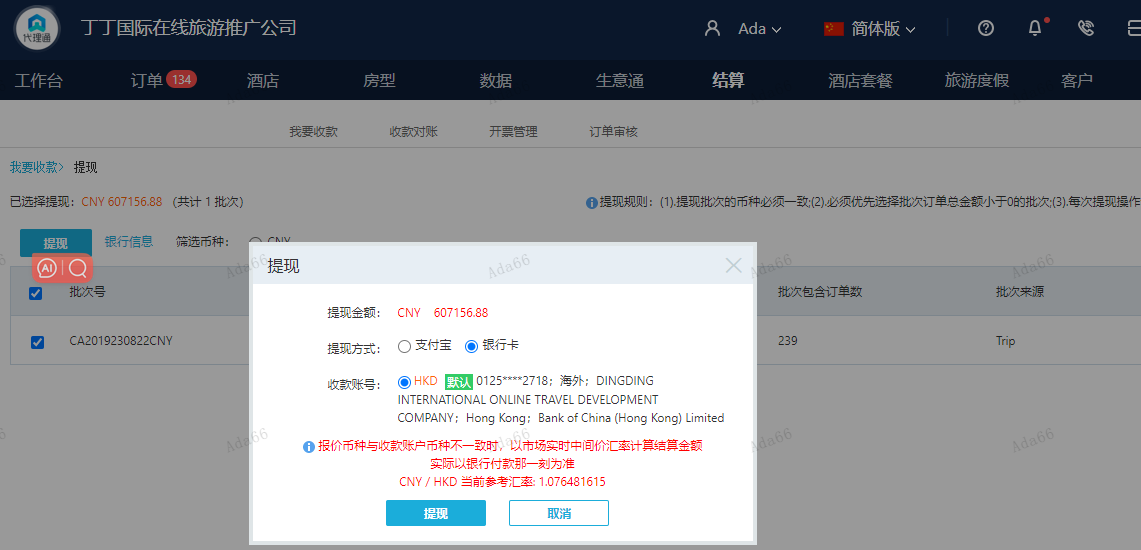 代理通
丁丁国际在线旅游推广公司
Ada
简体版
工作台
订单 134
酒店
房型
数据
生意通
结算
酒店套餐
旅游度假
客户
我要收款
收款对账
开票管理
订单审核
我要收款> 提现
已选择提现：CNY 607156.88 （共计 1 批次）
提现规则：(1).提现批次的币种必须一致;(2).必须优先选择批次订单总金额小于0的批次;(3).每次提现操作
提现
银行信息
筛选币种：
CNY
AI
批次号
批次包含订单数
批次来源
CA2019230822CNY
239
Trip
提现
提现金额：
CNY 607156.88
提现方式：
支付宝
银行卡
收款账号：
HKD 默认 0125****2718；海外；DINGDING
INTERNATIONAL ONLINE TRAVEL DEVELOPMENT
COMPANY；Hong Kong；Bank of China (Hong Kong) Limited
报价币种与收款账户币种不一致时，以市场实时中间价汇率计算结算金额
实际以银行付款那一刻为准
CNY / HKD 当前参考汇率: 1.076481615
提现
取消
Ada66
Ada66
Ada66
Ada66
Ada66
Ada66
Ada66
Ada66
Ada66